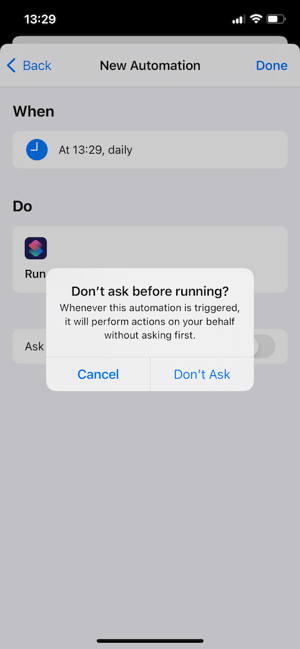 13:29
Back
New Automation
Done
When
At 13:29, daily
Do
Run
Ask
Don't ask before running?
Whenever this automation is triggered,
it will perform actions on your behalf
without asking first.
Cancel
Don't Ask